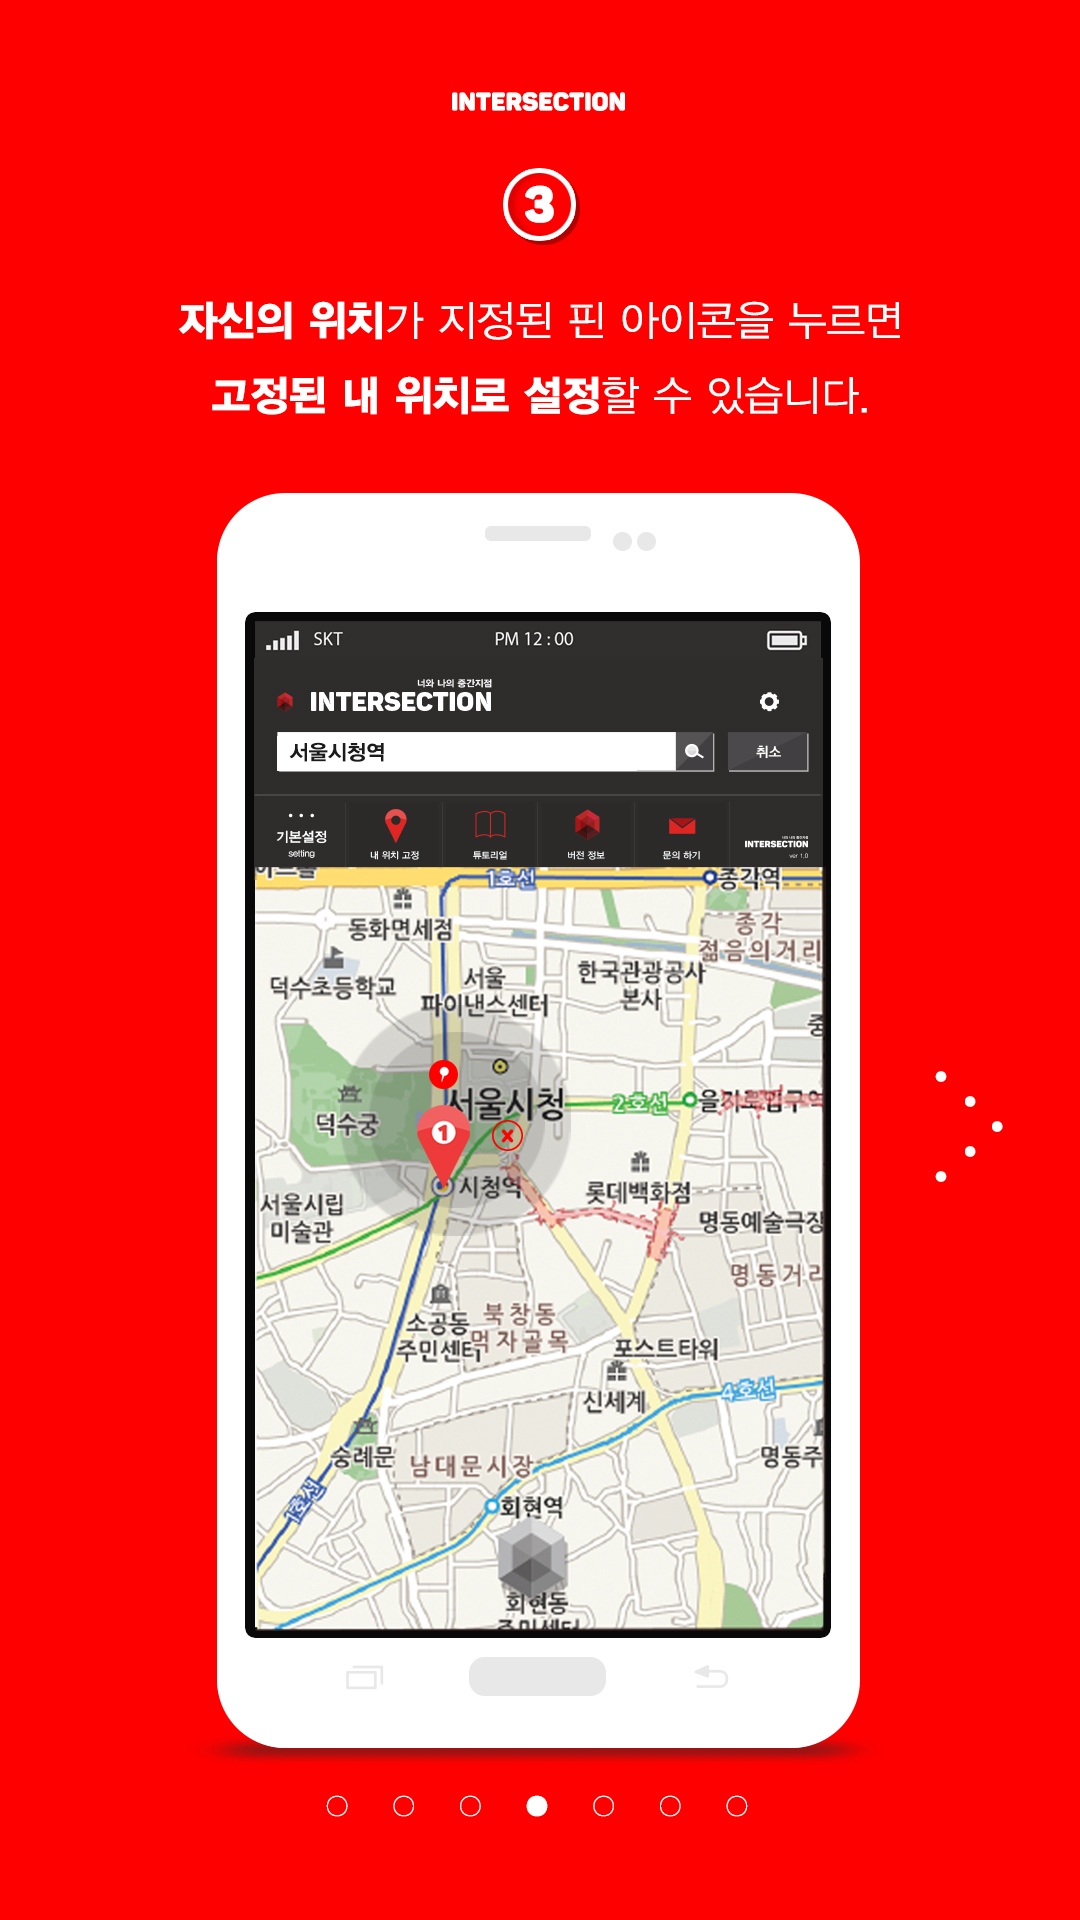 INTERSECTION
3
자신의 위치가 지정된 핀 아이콘을 누르면
고정된 내 위치로 설정할 수 있습니다.
SKT
PM 12 : 00
너와 나의 중간지점
INTERSECTION
서울시청역
취소
기본설정
setting
내 위치 고정
튜토리얼
버전 정보
문의 하기
너와 나의 중간지점
INTERSECTION
ver 1.0
1호선
종각역
동화면세점
종각
젊음의거리
덕수초등학교
서울
파이낸스센터
한국관광공사
본사
중
서울시청
2호선
을지로입구역
덕수궁
1
시청역
롯데백화점
서울시립
미술관
명동예술극장
명동거리
소공동
주민센터
북창동
먹자골목
포스트타워
신세계
4호선
숭례문
남대문시장
명동주
1호선
회현역
회현동
주민센터